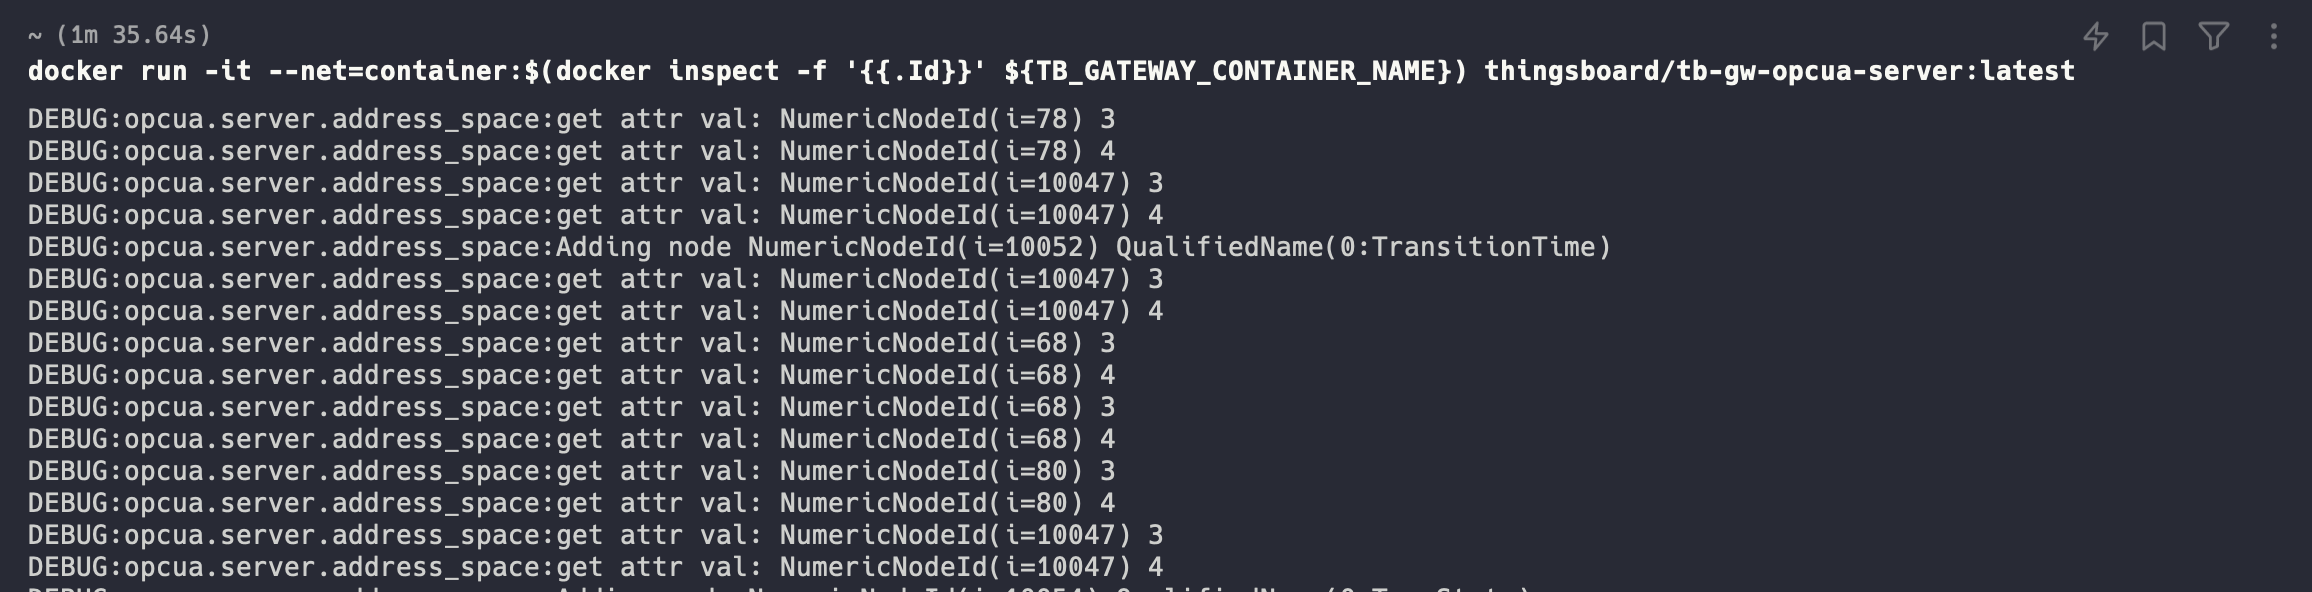 ~ (1m 35.64s)
docker run -it --net=container:$(docker inspect -f '{{.Id}}' ${TB_GATEWAY_CONTAINER_NAME}) thingsboard/tb-gw-opcua-server:latest
DEBUG:opcua.server.address_space:get attr val: NumericNodeId(i=78) 3
DEBUG:opcua.server.address_space:get attr val: NumericNodeId(i=78) 4
DEBUG:opcua.server.address_space:get attr val: NumericNodeId(i=10047) 3
DEBUG:opcua.server.address_space:get attr val: NumericNodeId(i=10047) 4
DEBUG:opcua.server.address_space:Adding node NumericNodeId(i=10052) QualifiedName(0:TransitionTime)
DEBUG:opcua.server.address_space:get attr val: NumericNodeId(i=10047) 3
DEBUG:opcua.server.address_space:get attr val: NumericNodeId(i=10047) 4
DEBUG:opcua.server.address_space:get attr val: NumericNodeId(i=68) 3
DEBUG:opcua.server.address_space:get attr val: NumericNodeId(i=68) 4
DEBUG:opcua.server.address_space:get attr val: NumericNodeId(i=68) 3
DEBUG:opcua.server.address_space:get attr val: NumericNodeId(i=68) 4
DEBUG:opcua.server.address_space:get attr val: NumericNodeId(i=80) 3
DEBUG:opcua.server.address_space:get attr val: NumericNodeId(i=80) 4
DEBUG:opcua.server.address_space:get attr val: NumericNodeId(i=10047) 3
DEBUG:opcua.server.address_space:get attr val: NumericNodeId(i=10047) 4